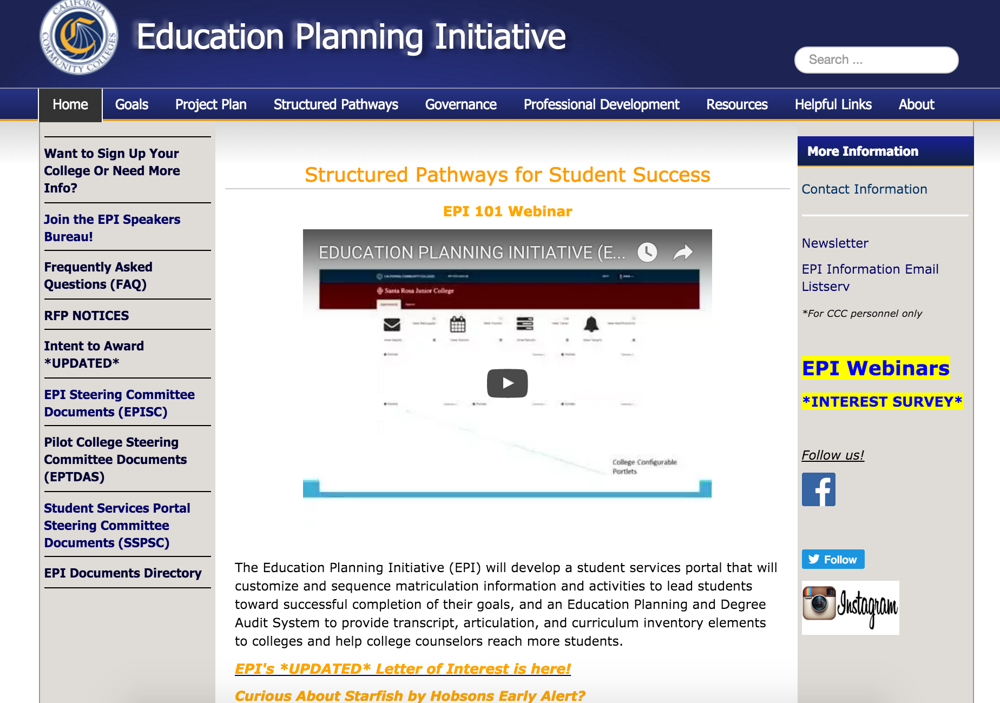 CALIFORNIA
COMMUNITY COLLEGES
Education Planning Initiative
Search ...
Home
Goals
Project Plan
Structured Pathways
Governance
Professional Development
Resources
Helpful Links
About
Want to Sign Up Your
College Or Need More
Info?
Join the EPI Speakers
Bureau!
Frequently Asked
Questions (FAQ)
RFP NOTICES
Intent to Award
*UPDATED*
EPI Steering Committee
Documents (EPISC)
Pilot College Steering
Committee Documents
(EPTDAS)
Student Services Portal
Steering Committee
Documents (SSPSC)
EPI Documents Directory
Structured Pathways for Student Success
EPI 101 Webinar
EDUCATION PLANNING INITIATIVE (E...
CALIFORNIA COMMUNITY COLLEGES
Santa Rosa Junior College
College Configurable
Portlets
The Education Planning Initiative (EPI) will develop a student services portal that will
customize and sequence matriculation information and activities to lead students
toward successful completion of their goals, and an Education Planning and Degree
Audit System to provide transcript, articulation, and curriculum inventory elements
to colleges and help college counselors reach more students.
EPI's *UPDATED* Letter of Interest is here!
Curious About Starfish by Hobsons Early Alert?
More Information
Contact Information
Newsletter
EPI Information Email
Listserv
*For CCC personnel only
EPI Webinars
*INTEREST SURVEY*
Follow us!
f
Follow
Instagram